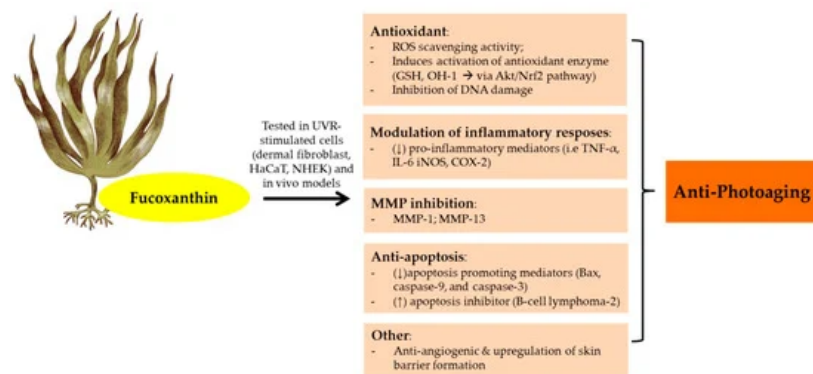 Fucoxanthin
Tested in UVR-
stimulated cells
(dermal fibroblast,
HaCaT, NHEK) and
in vivo models
Antioxidant:
- ROS scavenging activity;
- Induces activation of antioxidant enzyme
(GSH, OH-1 → via Akt/Nrf2 pathway)
- Inhibition of DNA damage
Modulation of inflammatory resposes:
- (↓) pro-inflammatory mediators (i.e TNF-α,
IL-6 iNOS, COX-2)
MMP inhibition:
- MMP-1; MMP-13
Anti-apoptosis:
- (↓)apoptosis promoting mediators (Bax,
caspase-9, and caspase-3)
- (↑) apoptosis inhibitor (B-cell lymphoma-2)
Other:
- Anti-angiogenic & upregulation of skin
barrier formation
Anti-Photoaging